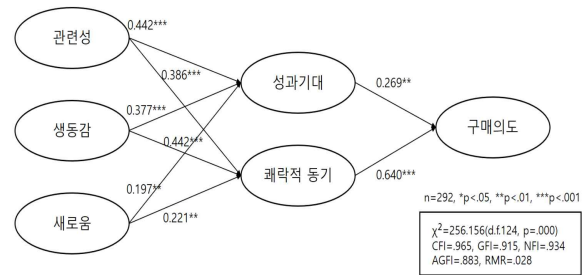 관련성
0.442***
0.386***
성과기대
0.269**
생동감
0.377***
0.442***
구매의도
쾌락적 동기
0.640***
새로움
0.197**
0.221**
n=292, *p<.05, **p<.01, ***p<.001
χ²=256.156(d.f.124, p=.000)
CFI=.965, GFI=.915, NFI=.934
AGFI=.883, RMR=.028